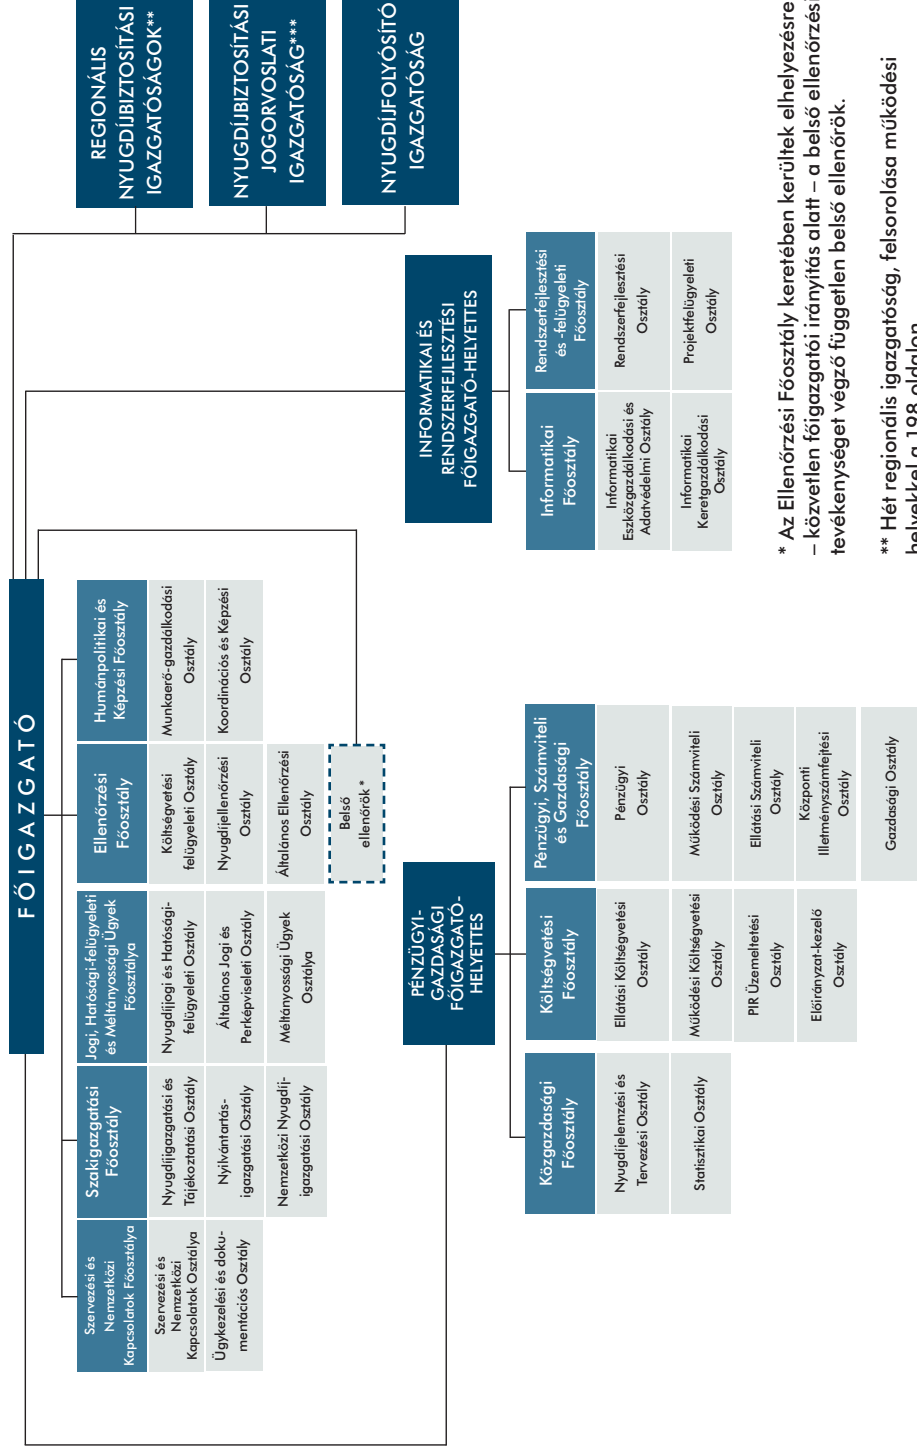 FŐIGAZGATÓ
Szervezési és
Nemzetközi
Kapcsolatok Főosztálya
Szervezési és
Nemzetközi
Kapcsolatok Osztálya
Ügykezelési és doku-
mentációs Osztály
Szakigazgatási
Főosztály
Nyugdíjigazgatási és
Tájékoztatási Osztály
Nyilvántartás-
igazgatási Osztály
Nemzetközi Nyugdíj-
igazgatási Osztály
Jogi, Hatósági-felügyeleti
és Méltányossági Ügyek
Főosztálya
Nyugdíjjogi és Hatósági-
felügyeleti Osztály
Általános Jogi és
Perképviseleti Osztály
Méltányossági Ügyek
Osztálya
Ellenőrzési
Főosztály
Költségvetési
felügyeleti Osztály
Nyugdíjellenőrzési
Osztály
Általános Ellenőrzési
Osztály
Belső
ellenőrök *
Humánpolitikai és
Képzési Főosztály
Munkaerő-gazdálkodási
Osztály
Koordinációs és Képzési
Osztály
REGIONÁLIS
NYUGDÍJBIZTOSÍTÁSI
IGAZGATÓSÁGOK**
NYUGDÍJBIZTOSÍTÁSI
JOGORVOSLATI
IGAZGATÓSÁG***
NYUGDÍJFOLYÓSÍTÓ
IGAZGATÓSÁG
PÉNZÜGYI-
GAZDASÁGI
FŐIGAZGATÓ-
HELYETTES
Közgazdasági
Főosztály
Nyugdíjelemzési és
Tervezési Osztály
Statisztikai Osztály
Költségvetési
Főosztály
Ellátási Költségvetési
Osztály
Működési Költségvetési
Osztály
PIR Üzemeltetési
Osztály
Előirányzat-kezelő
Osztály
Pénzügyi, Számviteli
és Gazdasági
Főosztály
Pénzügyi
Osztály
Működési Számviteli
Osztály
Ellátási Számviteli
Osztály
Központi
Illetményszámfejtési
Osztály
Gazdasági Osztály
INFORMATIKAI ÉS
RENDSZERFEJLESZTÉSI
FŐIGAZGATÓ-HELYETTES
Informatikai
Főosztály
Informatikai
Eszközgazdálkodási és
Adatvédelmi Osztály
Informatikai
Keretgazdálkodási
Osztály
Rendszerfejlesztési
és -felügyeleti
Főosztály
Rendszerfejlesztési
Osztály
Projektfelügyeleti
Osztály
* Az Ellenőrzési Főosztály keretében kerültek elhelyezésre
– közvetlen főigazgatói irányítás alatt – a belső ellenőrzési
tevékenységet végző független belső ellenőrök.
** Hét regionális igazgatóság, felsorolása működési
helyekkel a 198 oldalon